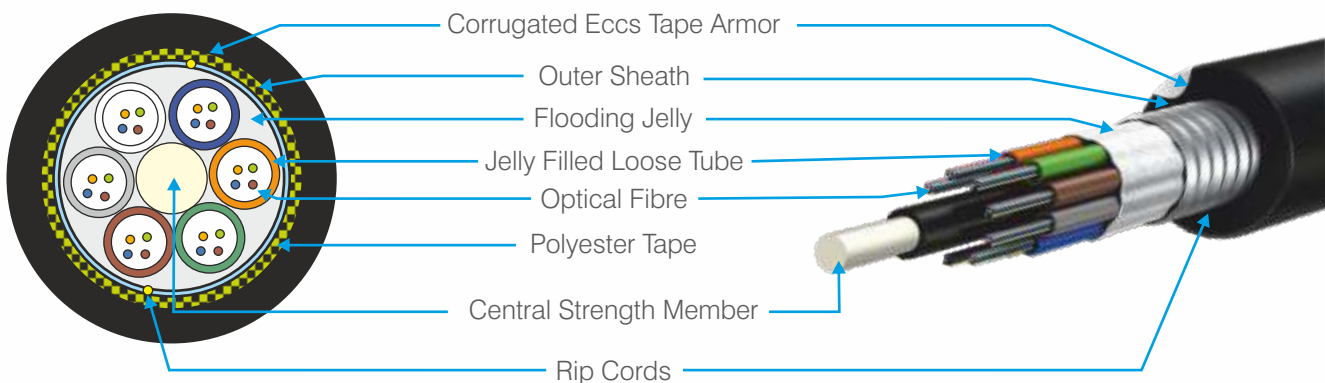 Corrugated Eccs Tape Armor
Outer Sheath
Flooding Jelly
Jelly Filled Loose Tube
Optical Fibre
Polyester Tape
Central Strength Member
Rip Cords